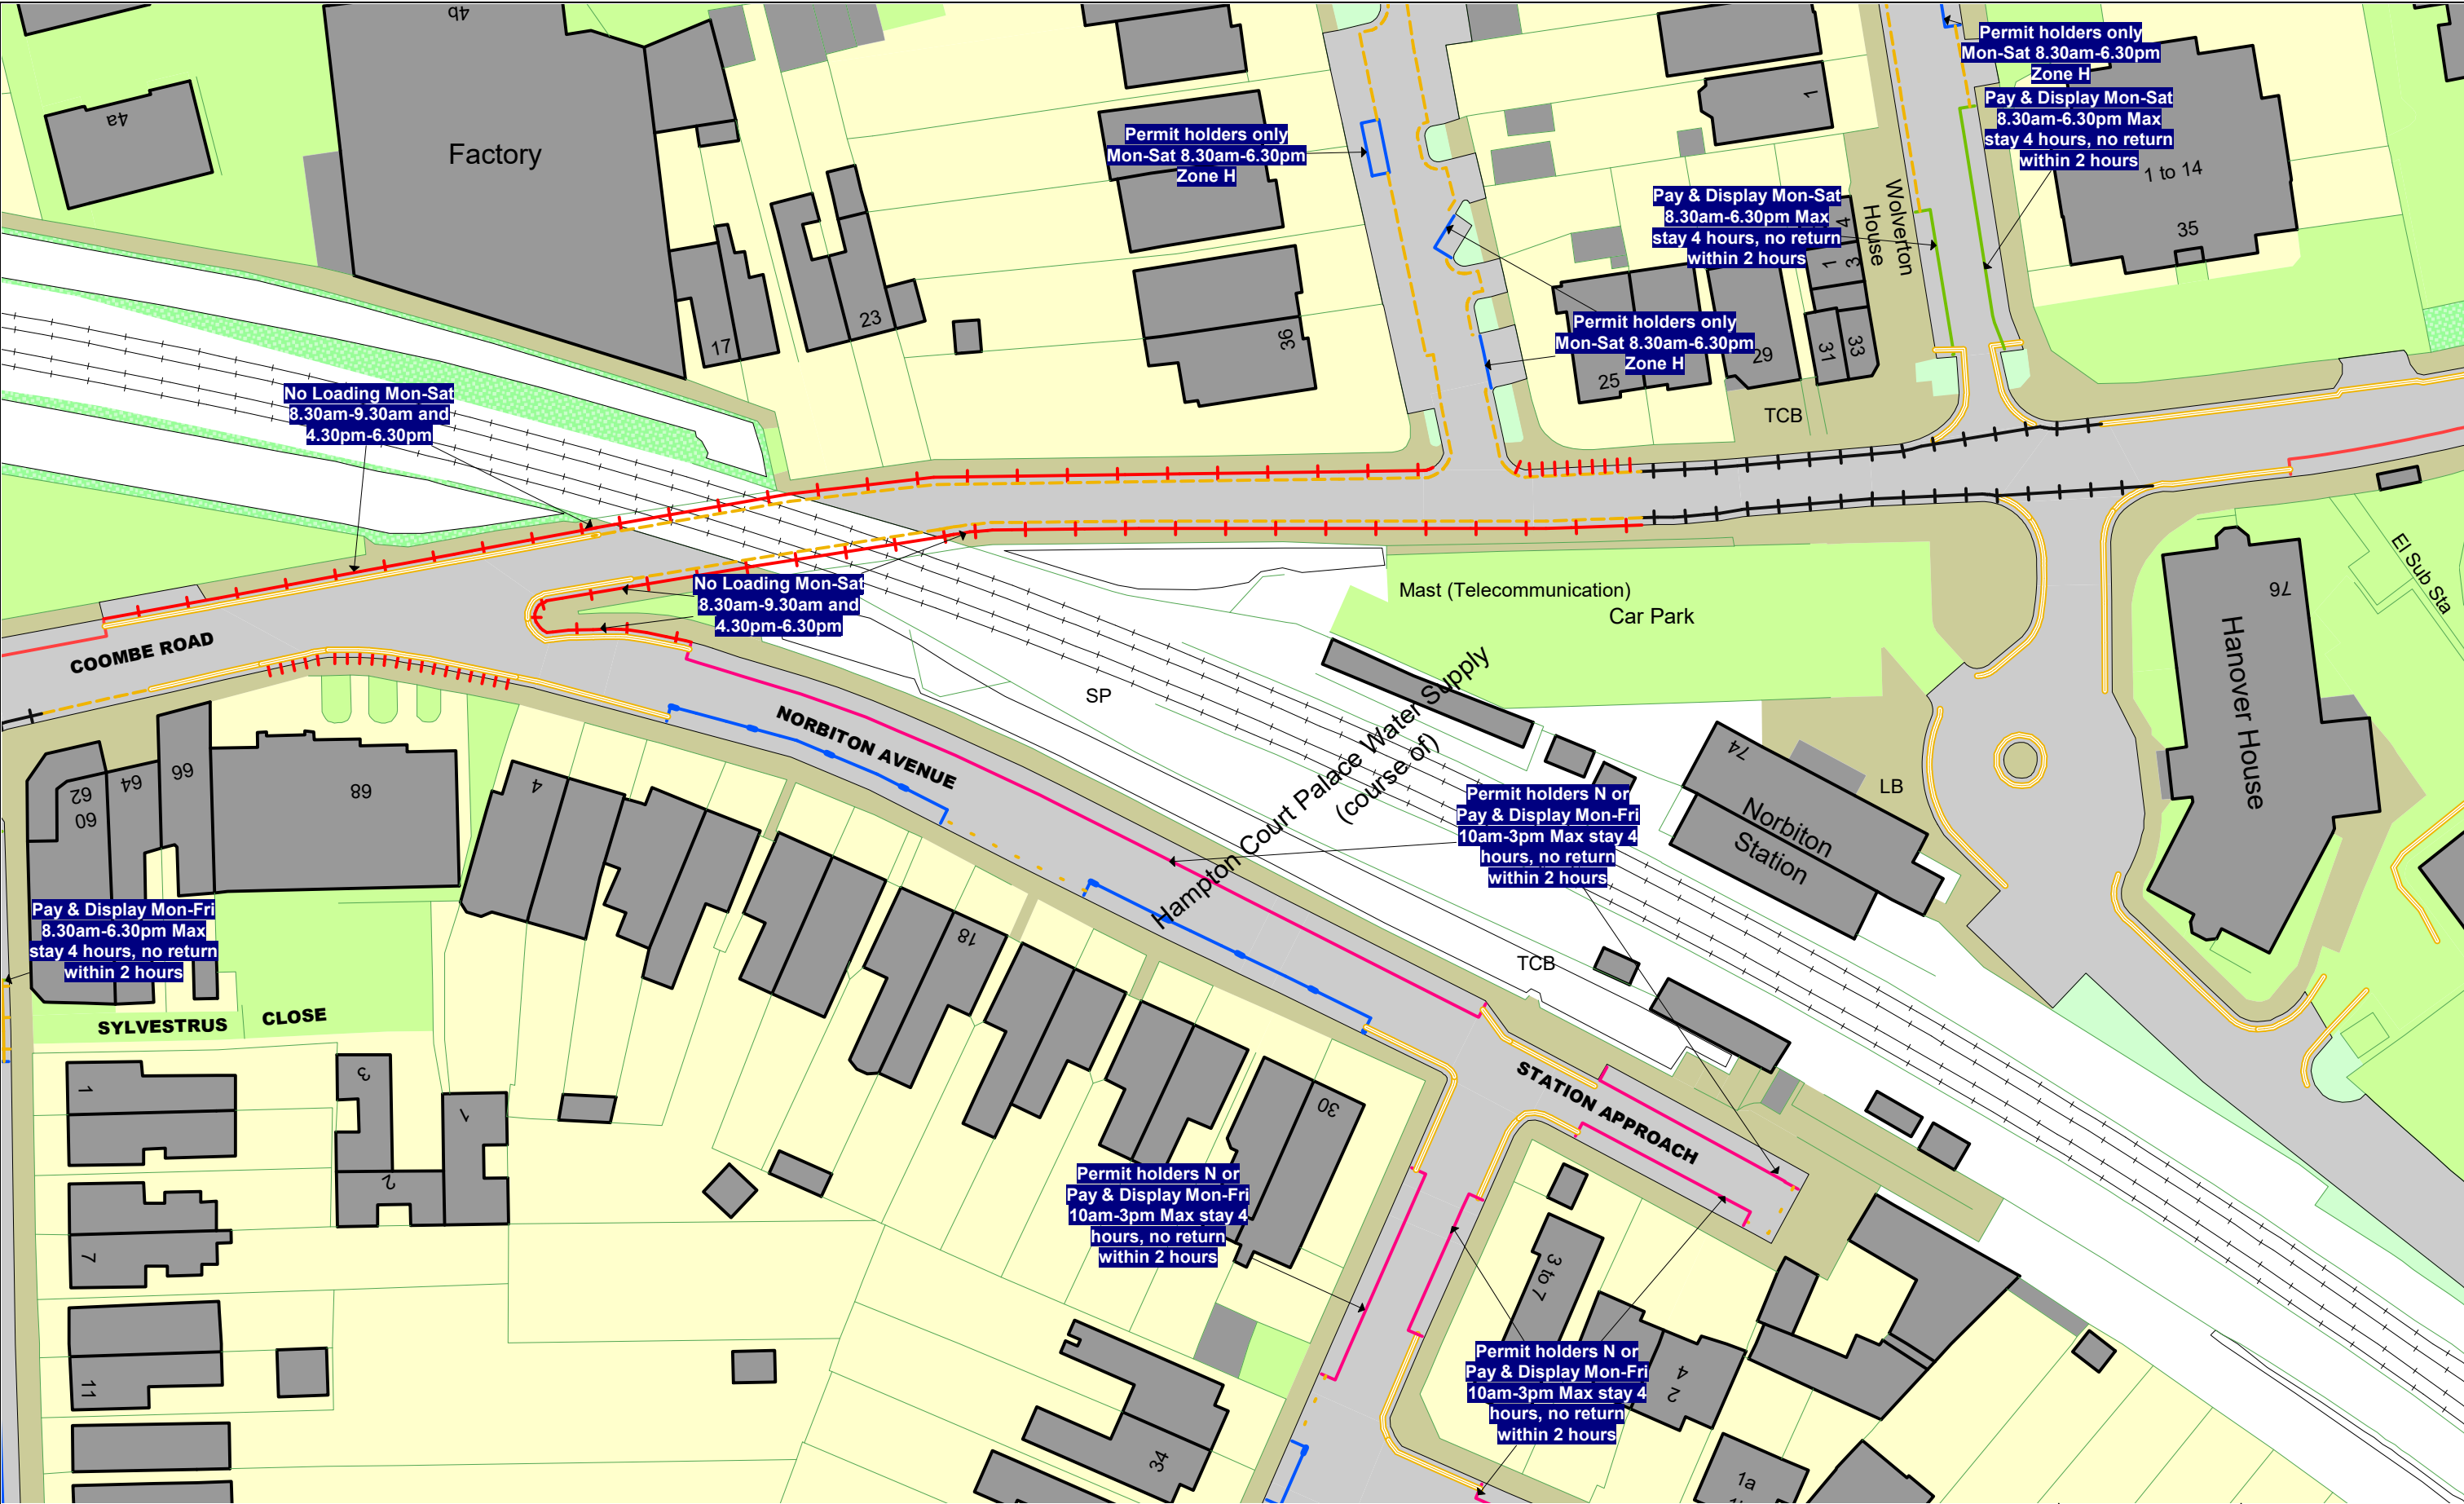 4b
4a
Factory
Permit holders only
Mon-Sat 8.30am-6.30pm
Zone H
Pay & Display Mon-Sat
8.30am-6.30pm Max
stay 4 hours, no return
within 2 hours
1 to 14
35
1
Permit holders only
Mon-Sat 8.30am-6.30pm
Zone H
Pay & Display Mon-Sat
8.30am-6.30pm Max
stay 4 hours, no return
within 2 hours
Wolverton
House
4
3
1
Permit holders only
Mon-Sat 8.30am-6.30pm
Zone H
17
23
36
25
29
31
33
TCB
No Loading Mon-Sat
8.30am-9.30am and
4.30pm-6.30pm
No Loading Mon-Sat
8.30am-9.30am and
4.30pm-6.30pm
COOMBE ROAD
Mast (Telecommunication)
Car Park
El Sub Sta
76
Hanover House
SP
Hampton Court Palace Water Supply
(course of)
NORBITON AVENUE
74
LB
Norbiton
Station
62
60
64
66
68
4
18
30
Permit holders N or
Pay & Display Mon-Fri
10am-3pm Max stay 4
hours, no return
within 2 hours
Pay & Display Mon-Fri
8.30am-6.30pm Max
stay 4 hours, no return
within 2 hours
TCB
SYLVESTRUS CLOSE
STATION APPROACH
1
3
1
2
7
11
Permit holders N or
Pay & Display Mon-Fri
10am-3pm Max stay 4
hours, no return
within 2 hours
3 to 7
Permit holders N or
Pay & Display Mon-Fri
10am-3pm Max stay 4
hours, no return
within 2 hours
4
2
34
1a